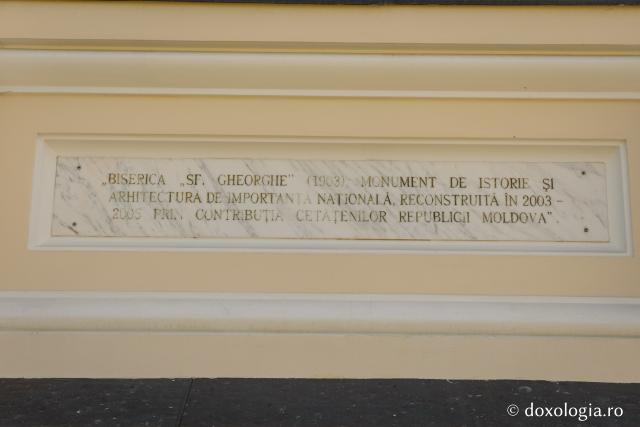 „BISERICA „SF. GHEORGHE” (1903), MONUMENT DE ISTORIE ŞI
ARHITECTURĂ DE IMPORTANŢĂ NAŢIONALĂ, RECONSTRUITĂ ÎN 2003 -
2005 PRIN CONTRIBUŢIA CETĂŢENILOR REPUBLICII MOLDOVA”.
© doxologia.ro